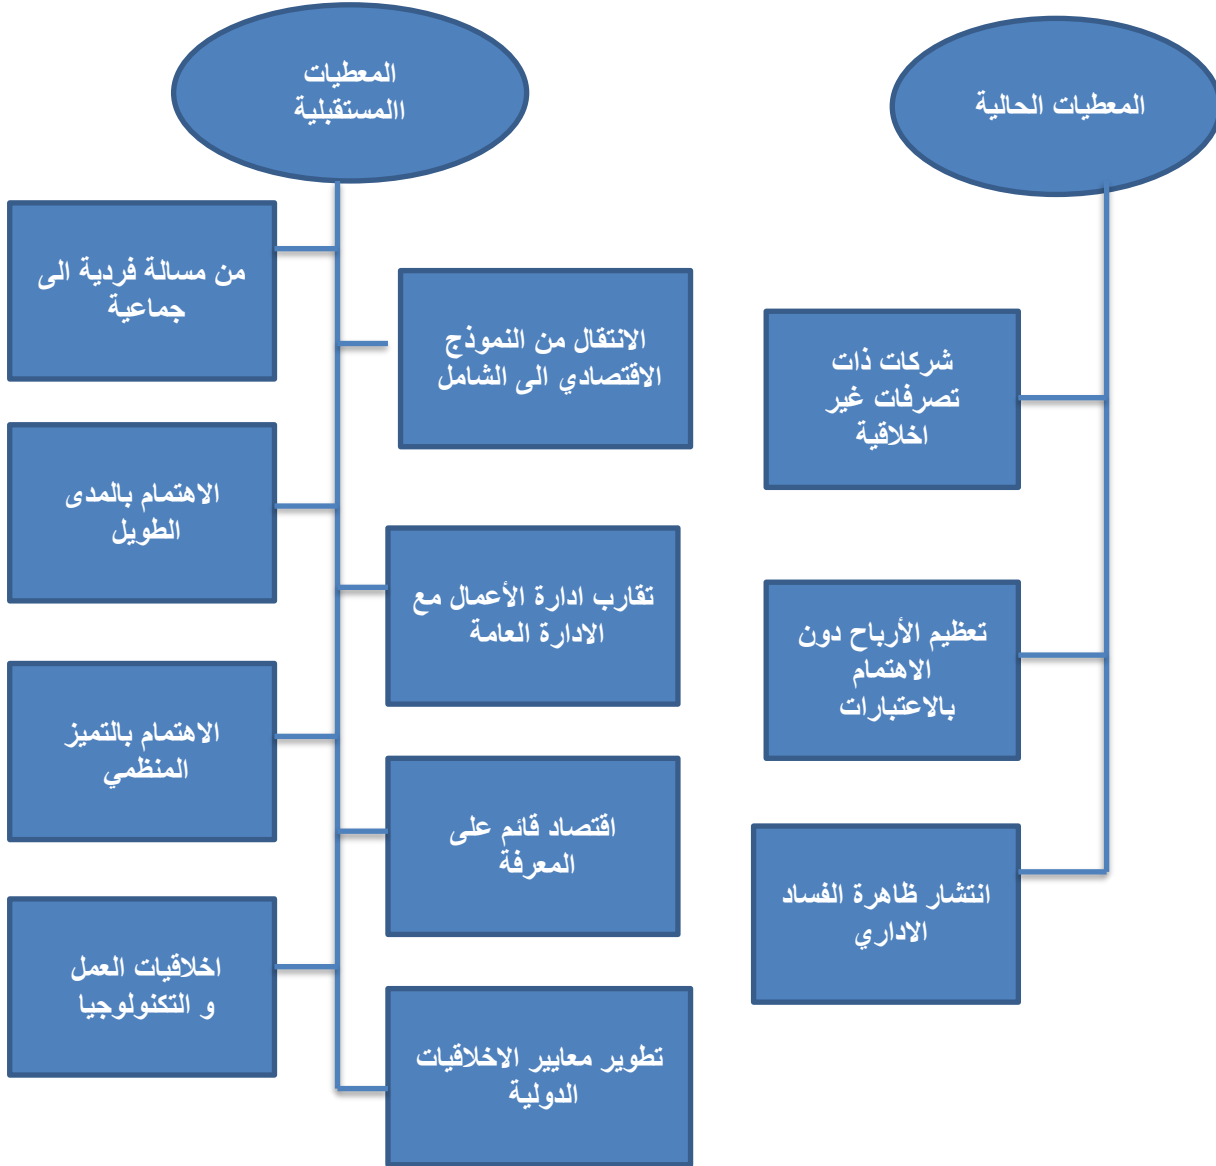 المعطيات الحالية
شركات ذات
تصرفات غير
اخلاقية
تعظيم الأرباح دون
الاهتمام
بالاعتبارات
انتشار ظاهرة الفساد
الاداري
المعطيات
االمستقبلية
من مسالة فردية الى
جماعية
الانتقال من النموذج
الاقتصادي الى الشامل
الاهتمام بالمدى
الطويل
تقارب ادارة الأعمال مع
الادارة العامة
الاهتمام بالتميز
المنظمي
اقتصاد قائم على
المعرفة
اخلاقيات العمل
و التكنولوجيا
تطوير معايير الاخلاقيات
الدولية